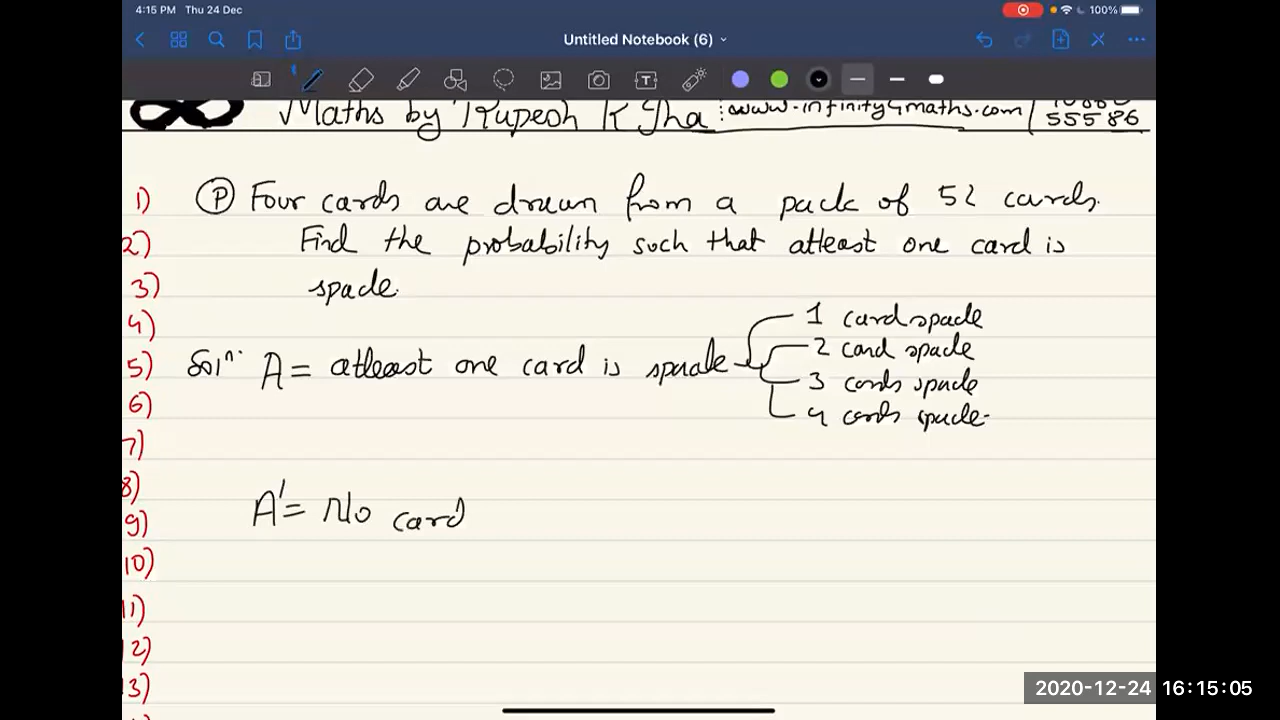 4:15 PM Thu 24 Dec
100%
Untitled Notebook (6)
T
Maths by Rupesh K Jha
www.infinity4maths.com
55586
1) P Four cards are drawn from a pack of 52 cards.
2) Find the probability such that atleast one card is
3) spade.
4)
1 card spade
2 card spade
5) Soln. A = atleast one card is spade
3 cards spade
6)
4 cards spade
7)
8)
A' = No card
9)
10)
11)
12)
13)
2020-12-24 16:15:05